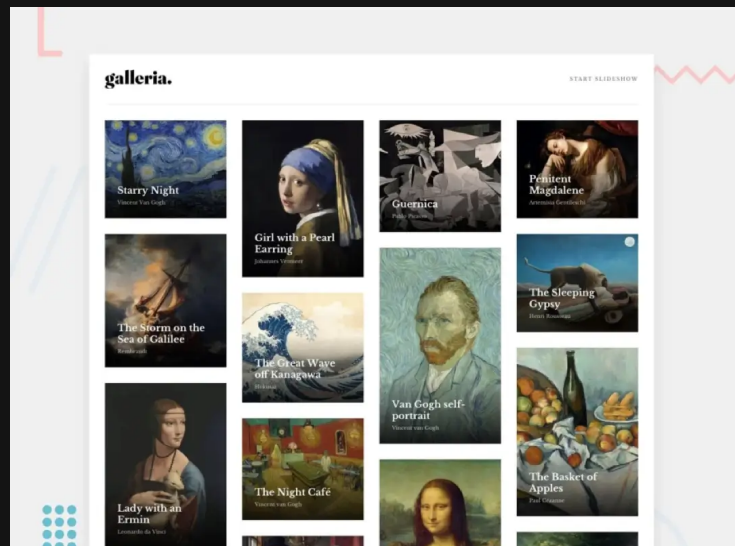 galleria.
START SLIDESHOW
Starry Night
Vincent Van Gogh
Girl with a Pearl
Earring
Johannes Vermeer
Guernica
Pablo Picasso
Penitent
Magdalene
Artemisia Gentileschi
The Storm on the
Sea of Galilee
Rembrandt
The Great Wave
off Kanagawa
Hokusai
Van Gogh self-
portrait
Vincent van Gogh
The Sleeping
Gypsy
Henri Rousseau
Lady with an
Ermin
Leonardo da Vinci
The Night Café
Vincent van Gogh
The Basket of
Apples
Paul Cézanne